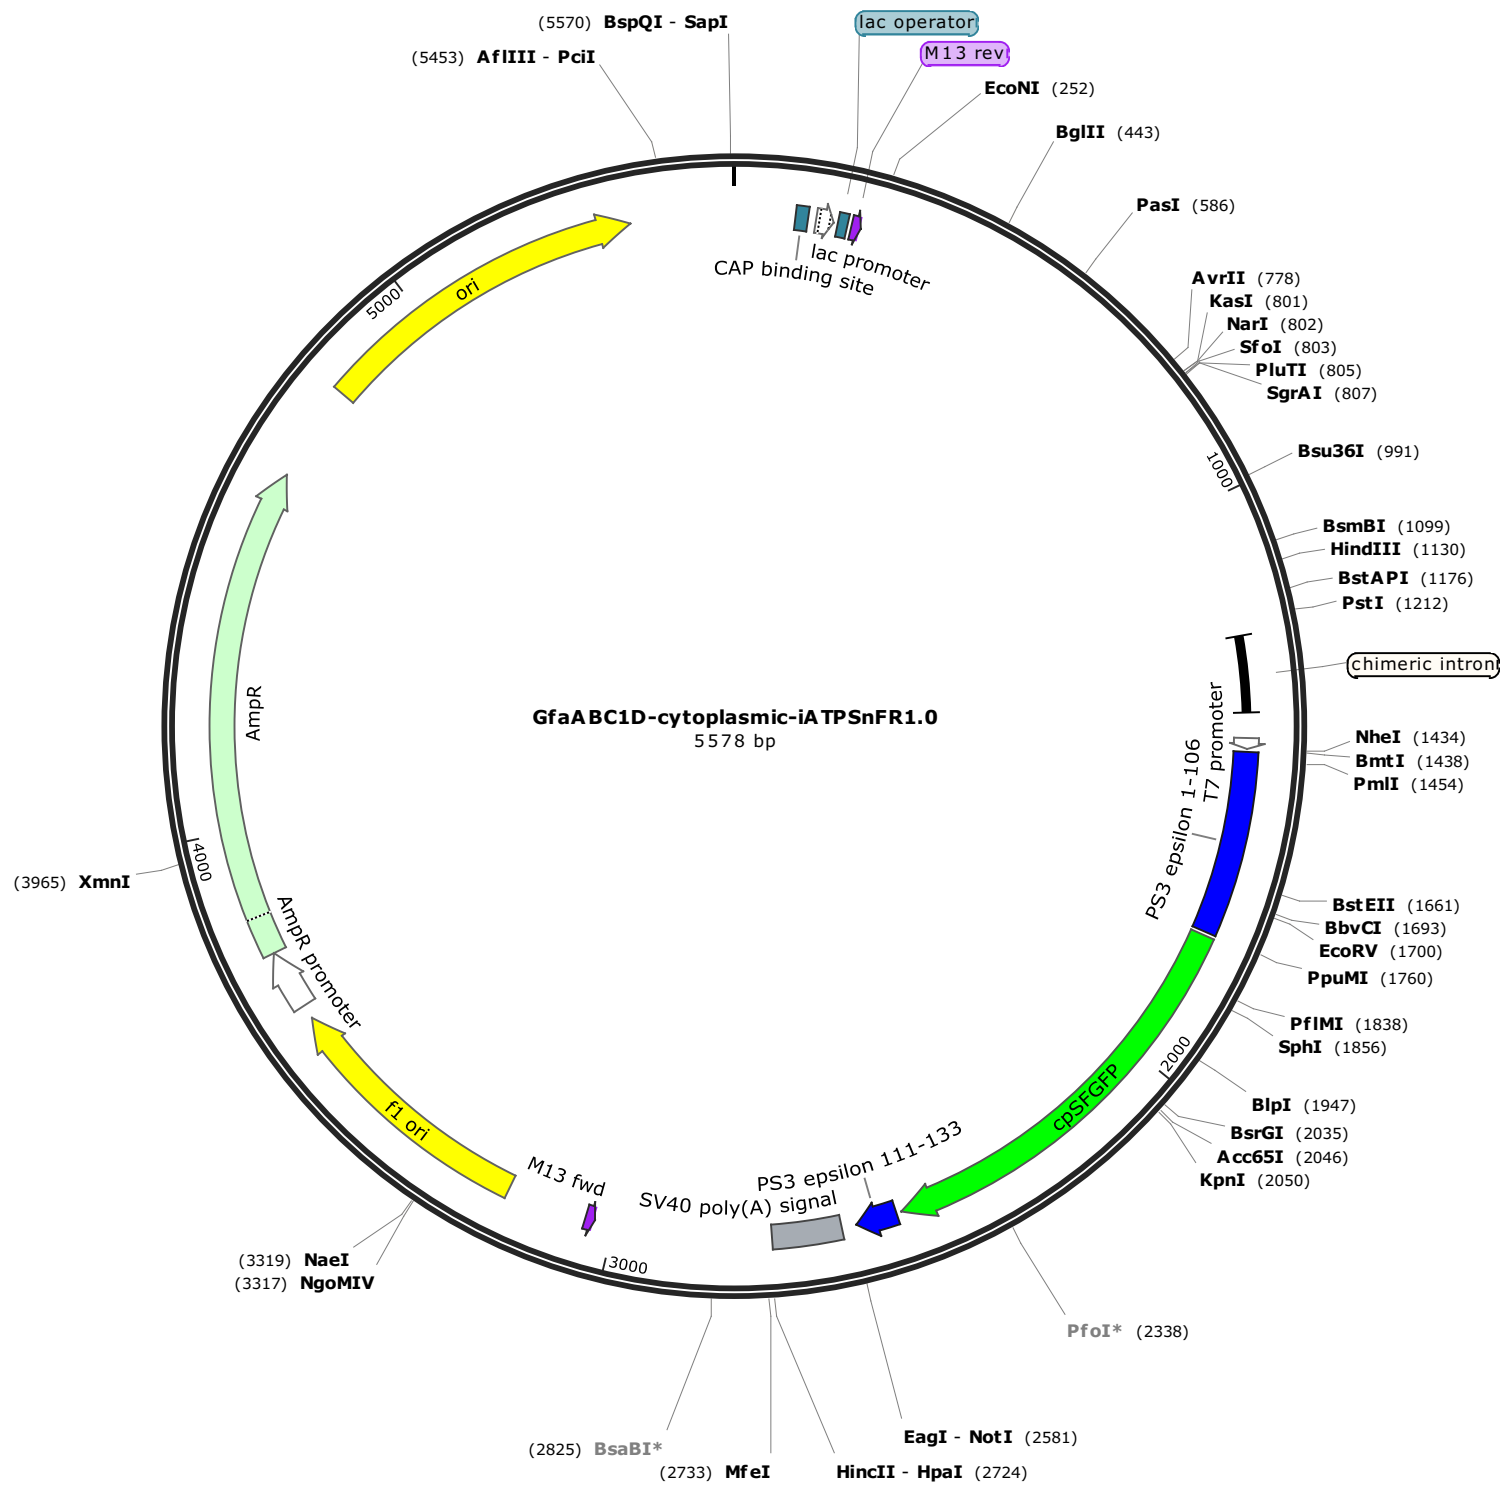 (5570) BspQI - SapI
lac operator
(5453) AflIII - PciI
M13 rev
EcoNI (252)
BglII (443)
PasI (586)
AvrII (778)
KasI (801)
NarI (802)
SfoI (803)
PluTI (805)
SgrAI (807)
Bsu36I (991)
BsmBI (1099)
HindIII (1130)
BstAPI (1176)
PstI (1212)
chimeric intron
NheI (1434)
BmtI (1438)
PmlI (1454)
BstEII (1661)
BbvCI (1693)
EcoRV (1700)
PpuMI (1760)
PflMI (1838)
SphI (1856)
BlpI (1947)
BsrGI (2035)
Acc65I (2046)
KpnI (2050)
PfoI* (2338)
EagI - NotI (2581)
HincII - HpaI (2724)
(2733) MfeI
(2825) BsaBI*
(3317) NgoMIV
(3319) NaeI
(3965) XmnI
CAP binding site
lac promoter
1000
T7 promoter
PS3 epsilon 1-106
2000
cpSFGFP
PS3 epsilon 111-133
SV40 poly(A) signal
3000
M13 fwd
f1 ori
AmpR promoter
4000
AmpR
5000
ori
GfaABC1D-cytoplasmic-iATPSnFR1.0
5578 bp